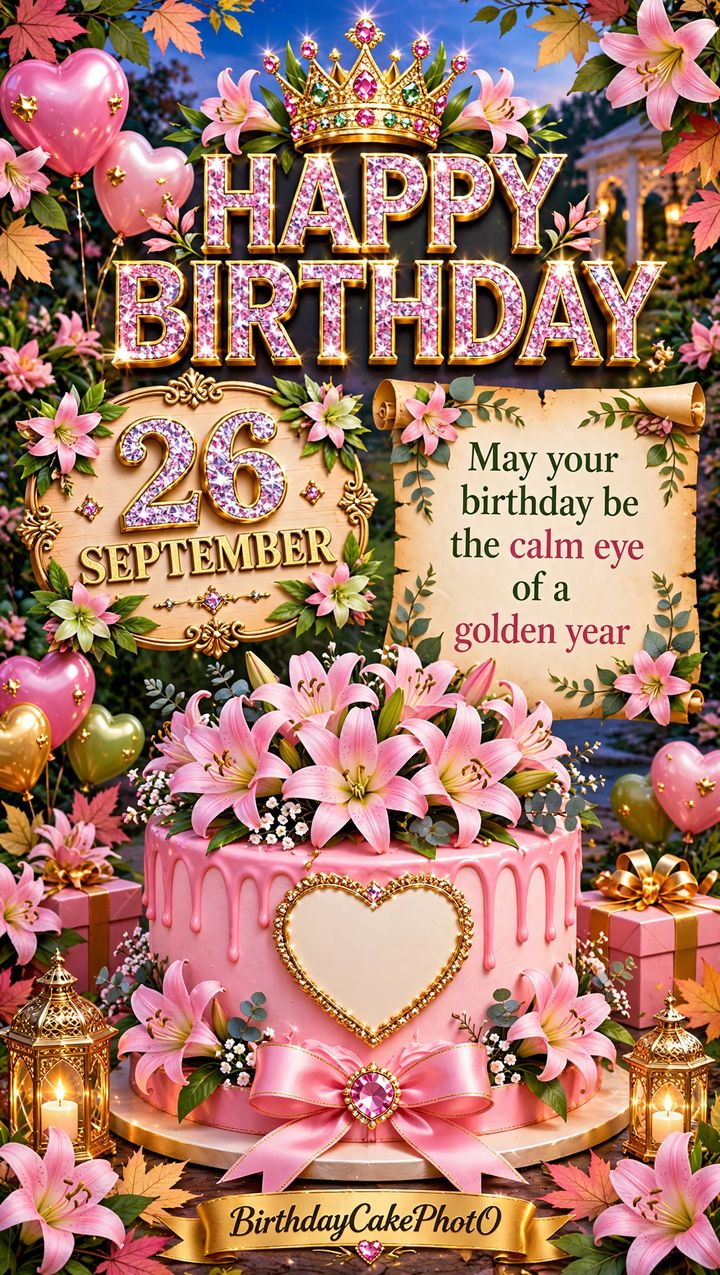 HAPPY
BIRTHDAY
26
SEPTEMBER
May your
birthday be
the calm eye
of a
golden year
BirthdayCakePhotO